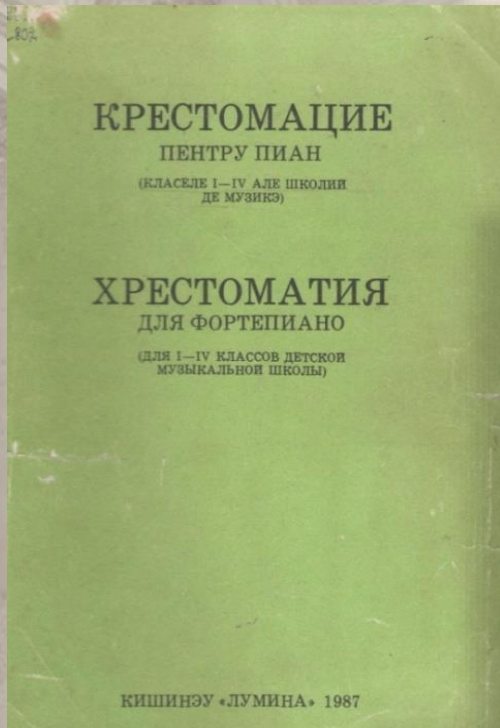 802
КРЕСТОМАЦИЕ
ПЕНТРУ ПИАН
(КЛАСЕЛЕ I—IV АЛЕ ШКОЛИЙ
ДЕ МУЗИКЭ)
ХРЕСТОМАТИЯ
ДЛЯ ФОРТЕПИАНО
(ДЛЯ I—IV КЛАССОВ ДЕТСКОЙ
МУЗЫКАЛЬНОЙ ШКОЛЫ)
КИШИНЭУ «ЛУМИНА» 1987